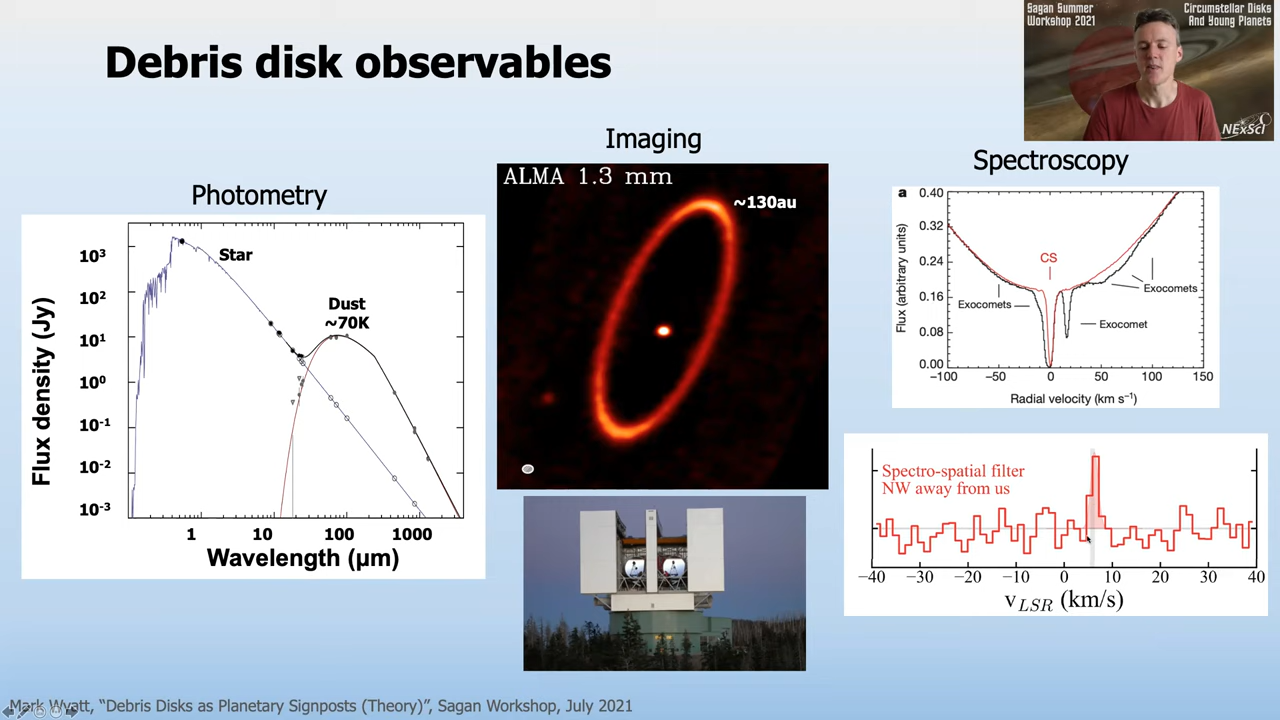 Debris disk observables
Sagan Summer
Workshop 2021
Circumstellar Disks
And Young Planets
NExScI
Photometry
Star
Dust
~70K
10³
10²
10¹
10⁰
10⁻¹
10⁻²
10⁻³
Flux density (Jy)
1 10 100 1000
Wavelength (µm)
Imaging
ALMA 1.3 mm
~130au
Spectroscopy
a
0.40
0.32
0.24
0.16
0.08
0.00
Flux (arbitrary units)
CS
Exocomets
Exocomets
Exocomet
−100 −50 0 50 100 150
Radial velocity (km s⁻¹)
Spectro-spatial filter
NW away from us
−40 −30 −20 −10 0 10 20 30 40
v_LSR (km/s)
Mark Wyatt, “Debris Disks as Planetary Signposts (Theory)”, Sagan Workshop, July 2021